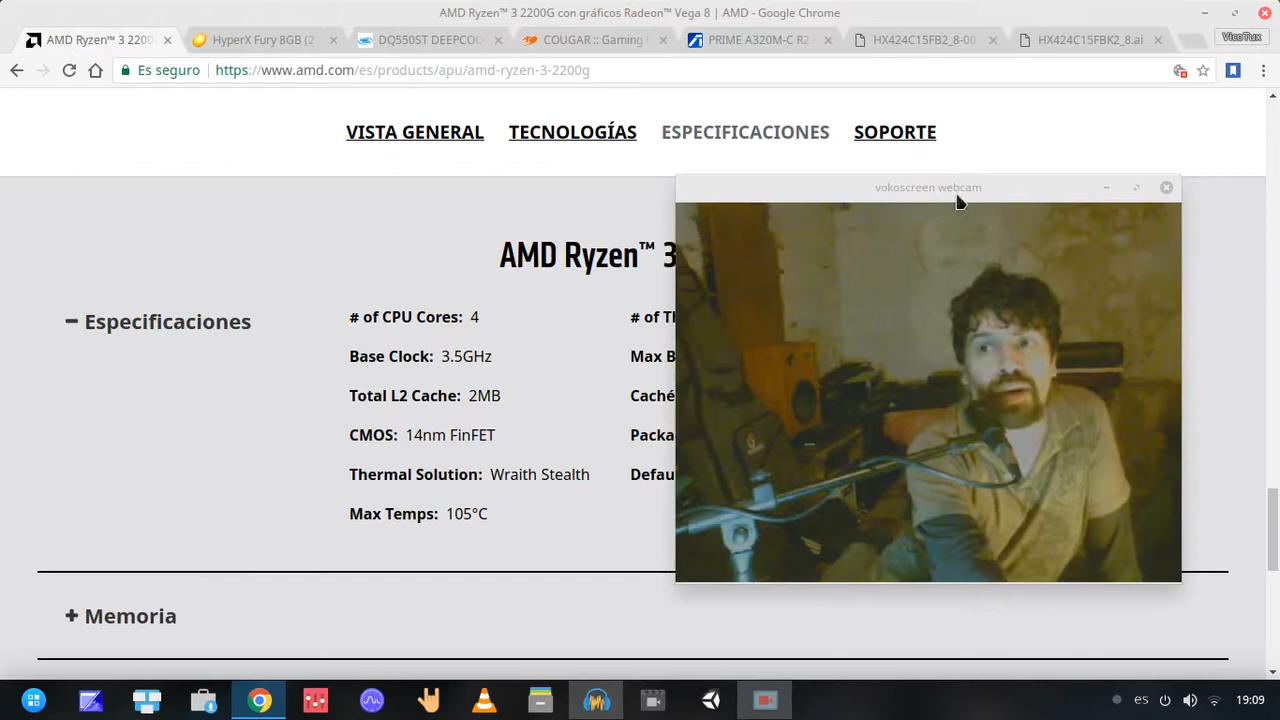 AMD Ryzen™ 3 2200G con gráficos Radeon™ Vega 8 | AMD - Google Chrome
AMD Ryzen™ 3 2200
HyperX Fury 8GB (2
DQ550ST DEEPCOO
COUGAR :: Gaming
PRIME A320M-C R2
HX424C15FB2_8-00
HX424C15FBK2_8.ai
VicoTux
Es seguro
https://www.amd.com/es/products/apu/amd-ryzen-3-2200g
VISTA GENERAL TECNOLOGÍAS ESPECIFICACIONES SOPORTE
vokoscreen webcam
AMD Ryzen™ 3
Especificaciones
# of CPU Cores: 4
# of Th
Base Clock: 3.5GHz
Max B
Total L2 Cache: 2MB
Caché
CMOS: 14nm FinFET
Packa
Thermal Solution: Wraith Stealth
Defau
Max Temps: 105°C
Memoria
es
19:09